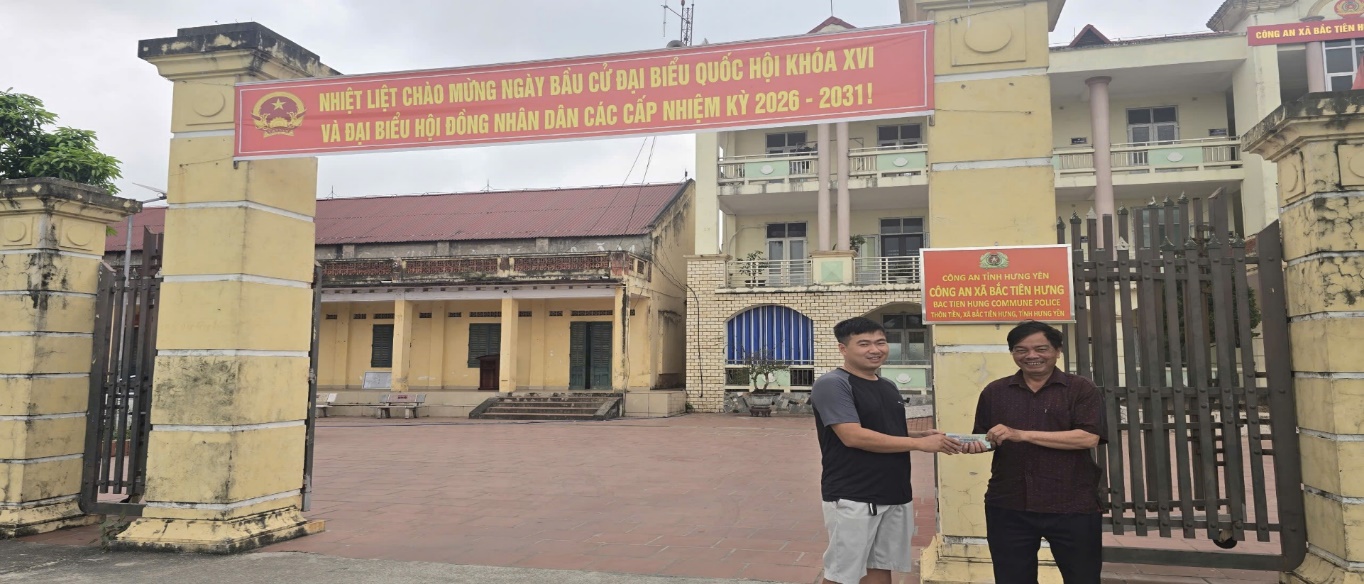 NHIỆT LIỆT CHÀO MỪNG NGÀY BẦU CỬ ĐẠI BIỂU QUỐC HỘI KHÓA XVI
VÀ ĐẠI BIỂU HỘI ĐỒNG NHÂN DÂN CÁC CẤP NHIỆM KỲ 2026 - 2031!
CÔNG AN XÃ BẮC TIÊN H
CÔNG AN TỈNH HƯNG YÊN
CÔNG AN XÃ BẮC TIÊN HƯNG
BAC TIEN HUNG COMMUNE POLICE
THÔN TIÊN, XÃ BẮC TIÊN HƯNG, TỈNH HƯNG YÊN